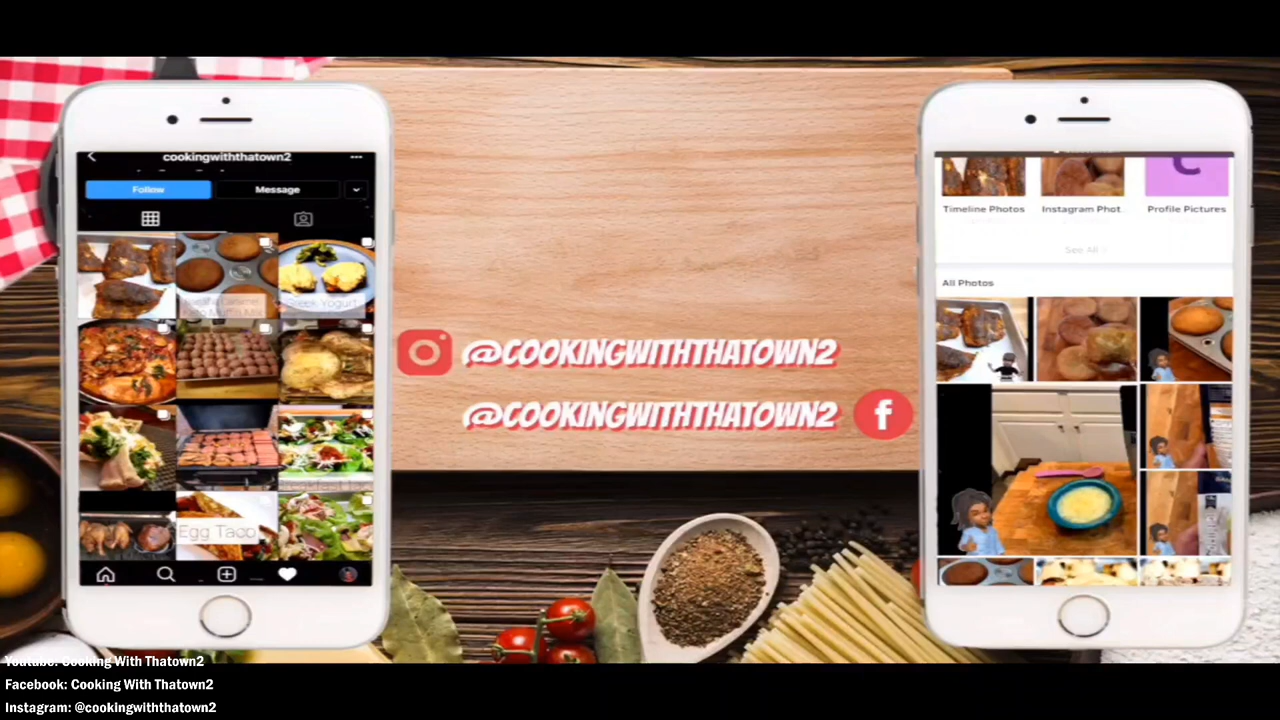 cookingwiththatown2
Follow
Message
Greek Yogurt
Egg Taco
@COOKINGWITHTHATOWN2
@COOKINGWITHTHATOWN2
Timeline Photos
Instagram Phot
Profile Pictures
See All
All Photos
Youtube: Cooking With Thatown2
Facebook: Cooking With Thatown2
Instagram: @cookingwiththatown2